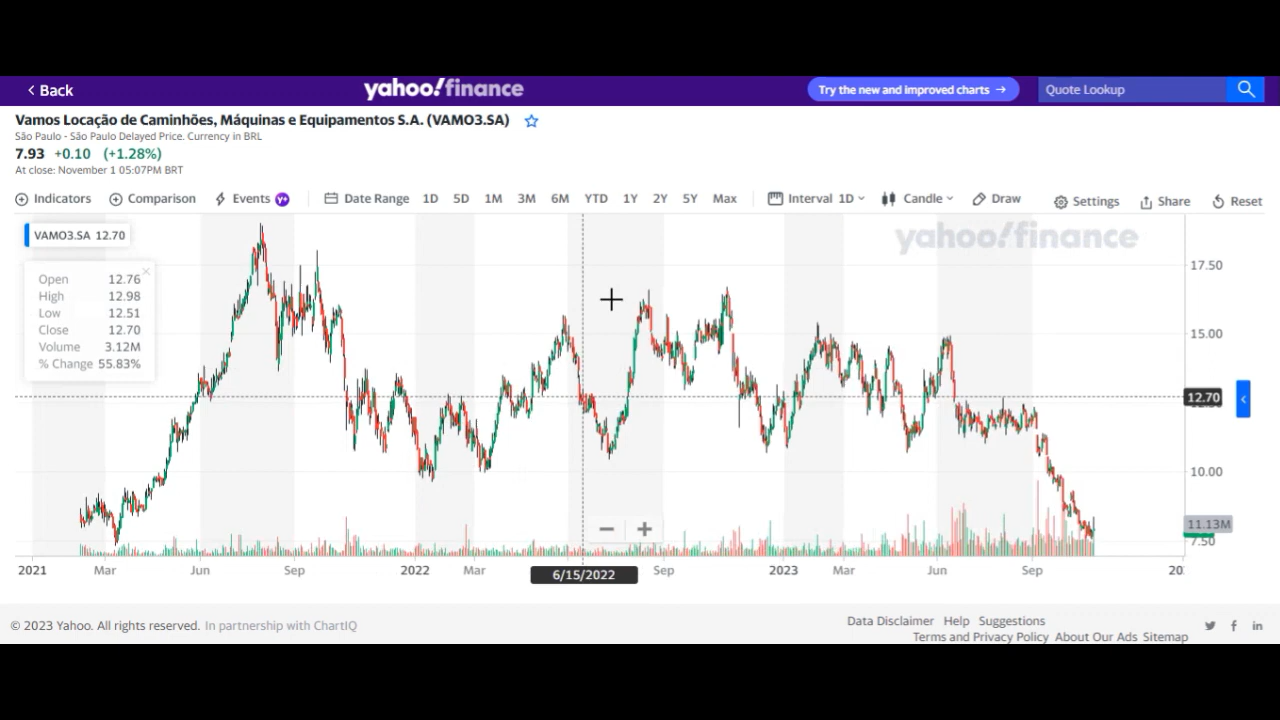 Back
yahoo!finance
Try the new and improved charts →
Quote Lookup
Vamos Locação de Caminhões, Máquinas e Equipamentos S.A. (VAMO3.SA)
São Paulo - São Paulo Delayed Price. Currency in BRL
7.93 +0.10 (+1.28%)
At close: November 1 05:07PM BRT
Indicators Comparison Events Y+ Date Range 1D 5D 1M 3M 6M YTD 1Y 2Y 5Y Max Interval 1D Candle Draw Settings Share Reset
VAMO3.SA 12.70
yahoo!finance
Open 12.76
High 12.98
Low 12.51
Close 12.70
Volume 3.12M
% Change 55.83%
17.50
15.00
12.70
10.00
11.13M
7.50
2021 Mar Jun Sep 2022 Mar 6/15/2022 Sep 2023 Mar Jun Sep
© 2023 Yahoo. All rights reserved. In partnership with ChartIQ
Data Disclaimer Help Suggestions
Terms and Privacy Policy About Our Ads Sitemap